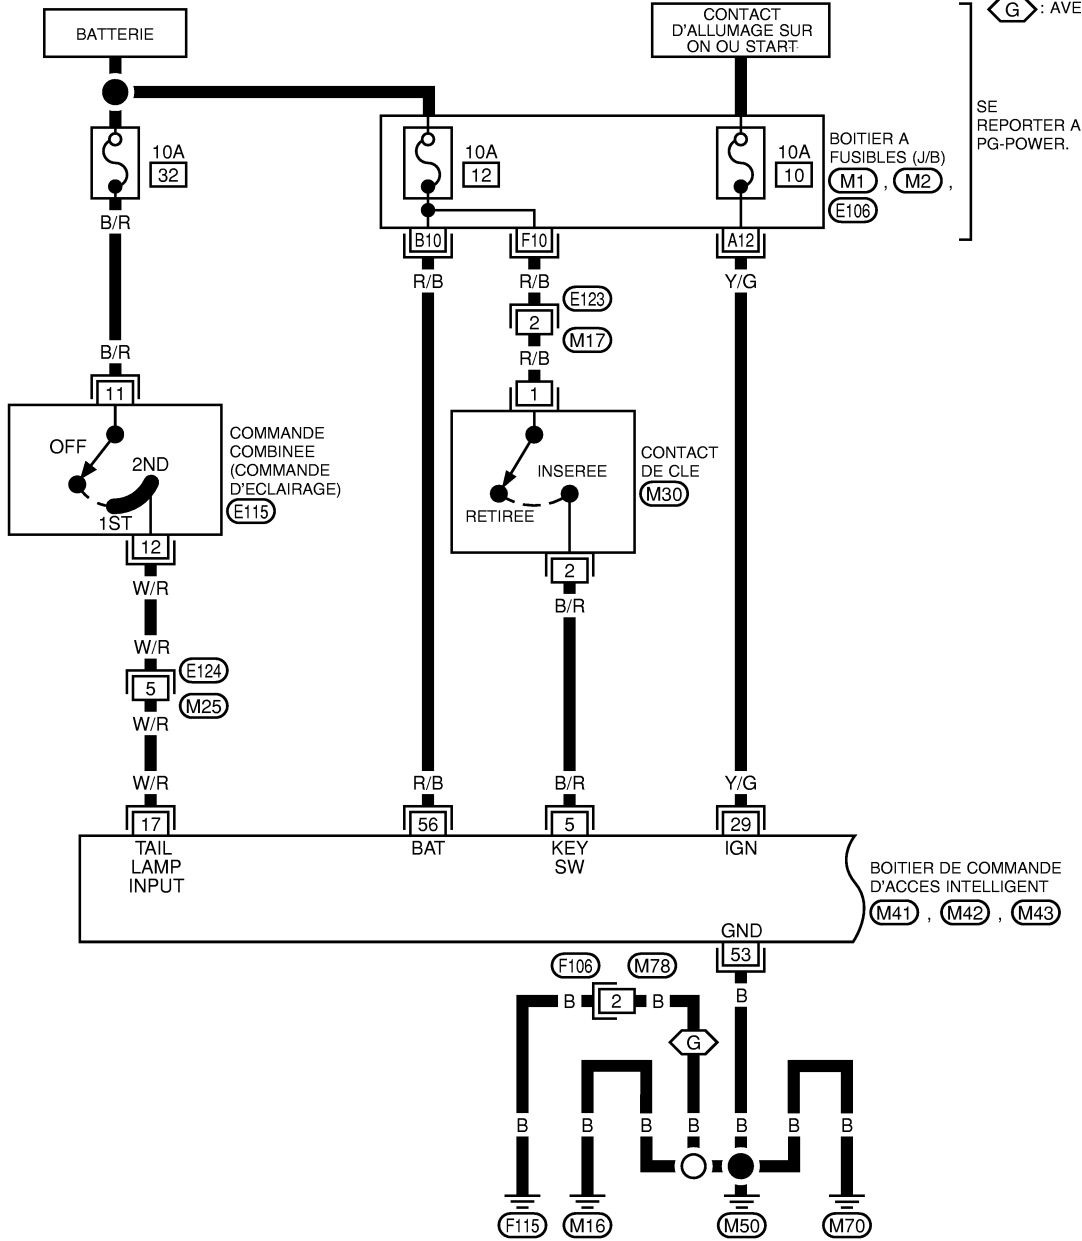 BATTERIE
CONTACT
D'ALLUMAGE SUR
ON OU START
G : AVE
SE
REPORTER A
PG-POWER.
10A
32
10A
12
10A
10
BOITIER A
FUSIBLES (J/B)
M1 , M2 ,
E106
B/R
B10
F10
A12
R/B
R/B
Y/G
E123
2
M17
B/R
R/B
11
1
OFF
2ND
1ST
COMMANDE
COMBINEE
(COMMANDE
D'ECLAIRAGE)
E115
INSEREE
RETIREE
CONTACT
DE CLE
M30
12
2
W/R
B/R
W/R
E124
5
M25
W/R
W/R
R/B
B/R
Y/G
17
56
5
29
TAIL
LAMP
INPUT
BAT
KEY
SW
IGN
BOITIER DE COMMANDE
D'ACCES INTELLIGENT
M41 , M42 , M43
GND
53
F106
M78
B
2
B
B
G
B
B
B
B
B
B
B
F115
M16
M50
M70